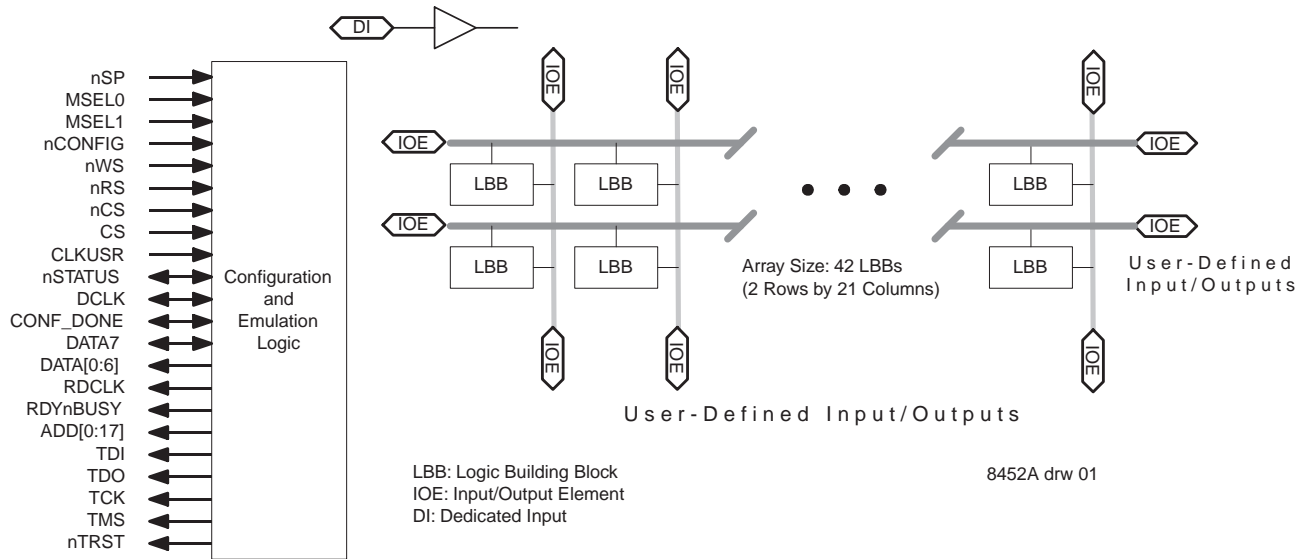 DI
nSP
MSEL0
MSEL1
nCONFIG
nWS
nRS
nCS
CS
CLKUSR
nSTATUS
DCLK
CONF_DONE
DATA7
DATA[0:6]
RDCLK
RDYnBUSY
ADD[0:17]
TDI
TDO
TCK
TMS
nTRST
Configuration
and
Emulation
Logic
IOE
IOE
IOE
IOE
IOE
LBB
LBB
LBB
IOE
IOE
LBB
LBB
LBB
Array Size: 42 LBBs
(2 Rows by 21 Columns)
User-Defined
Input/Outputs
IOE
IOE
IOE
User-Defined Input/Outputs
LBB: Logic Building Block
IOE: Input/Output Element
DI: Dedicated Input
8452A drw 01